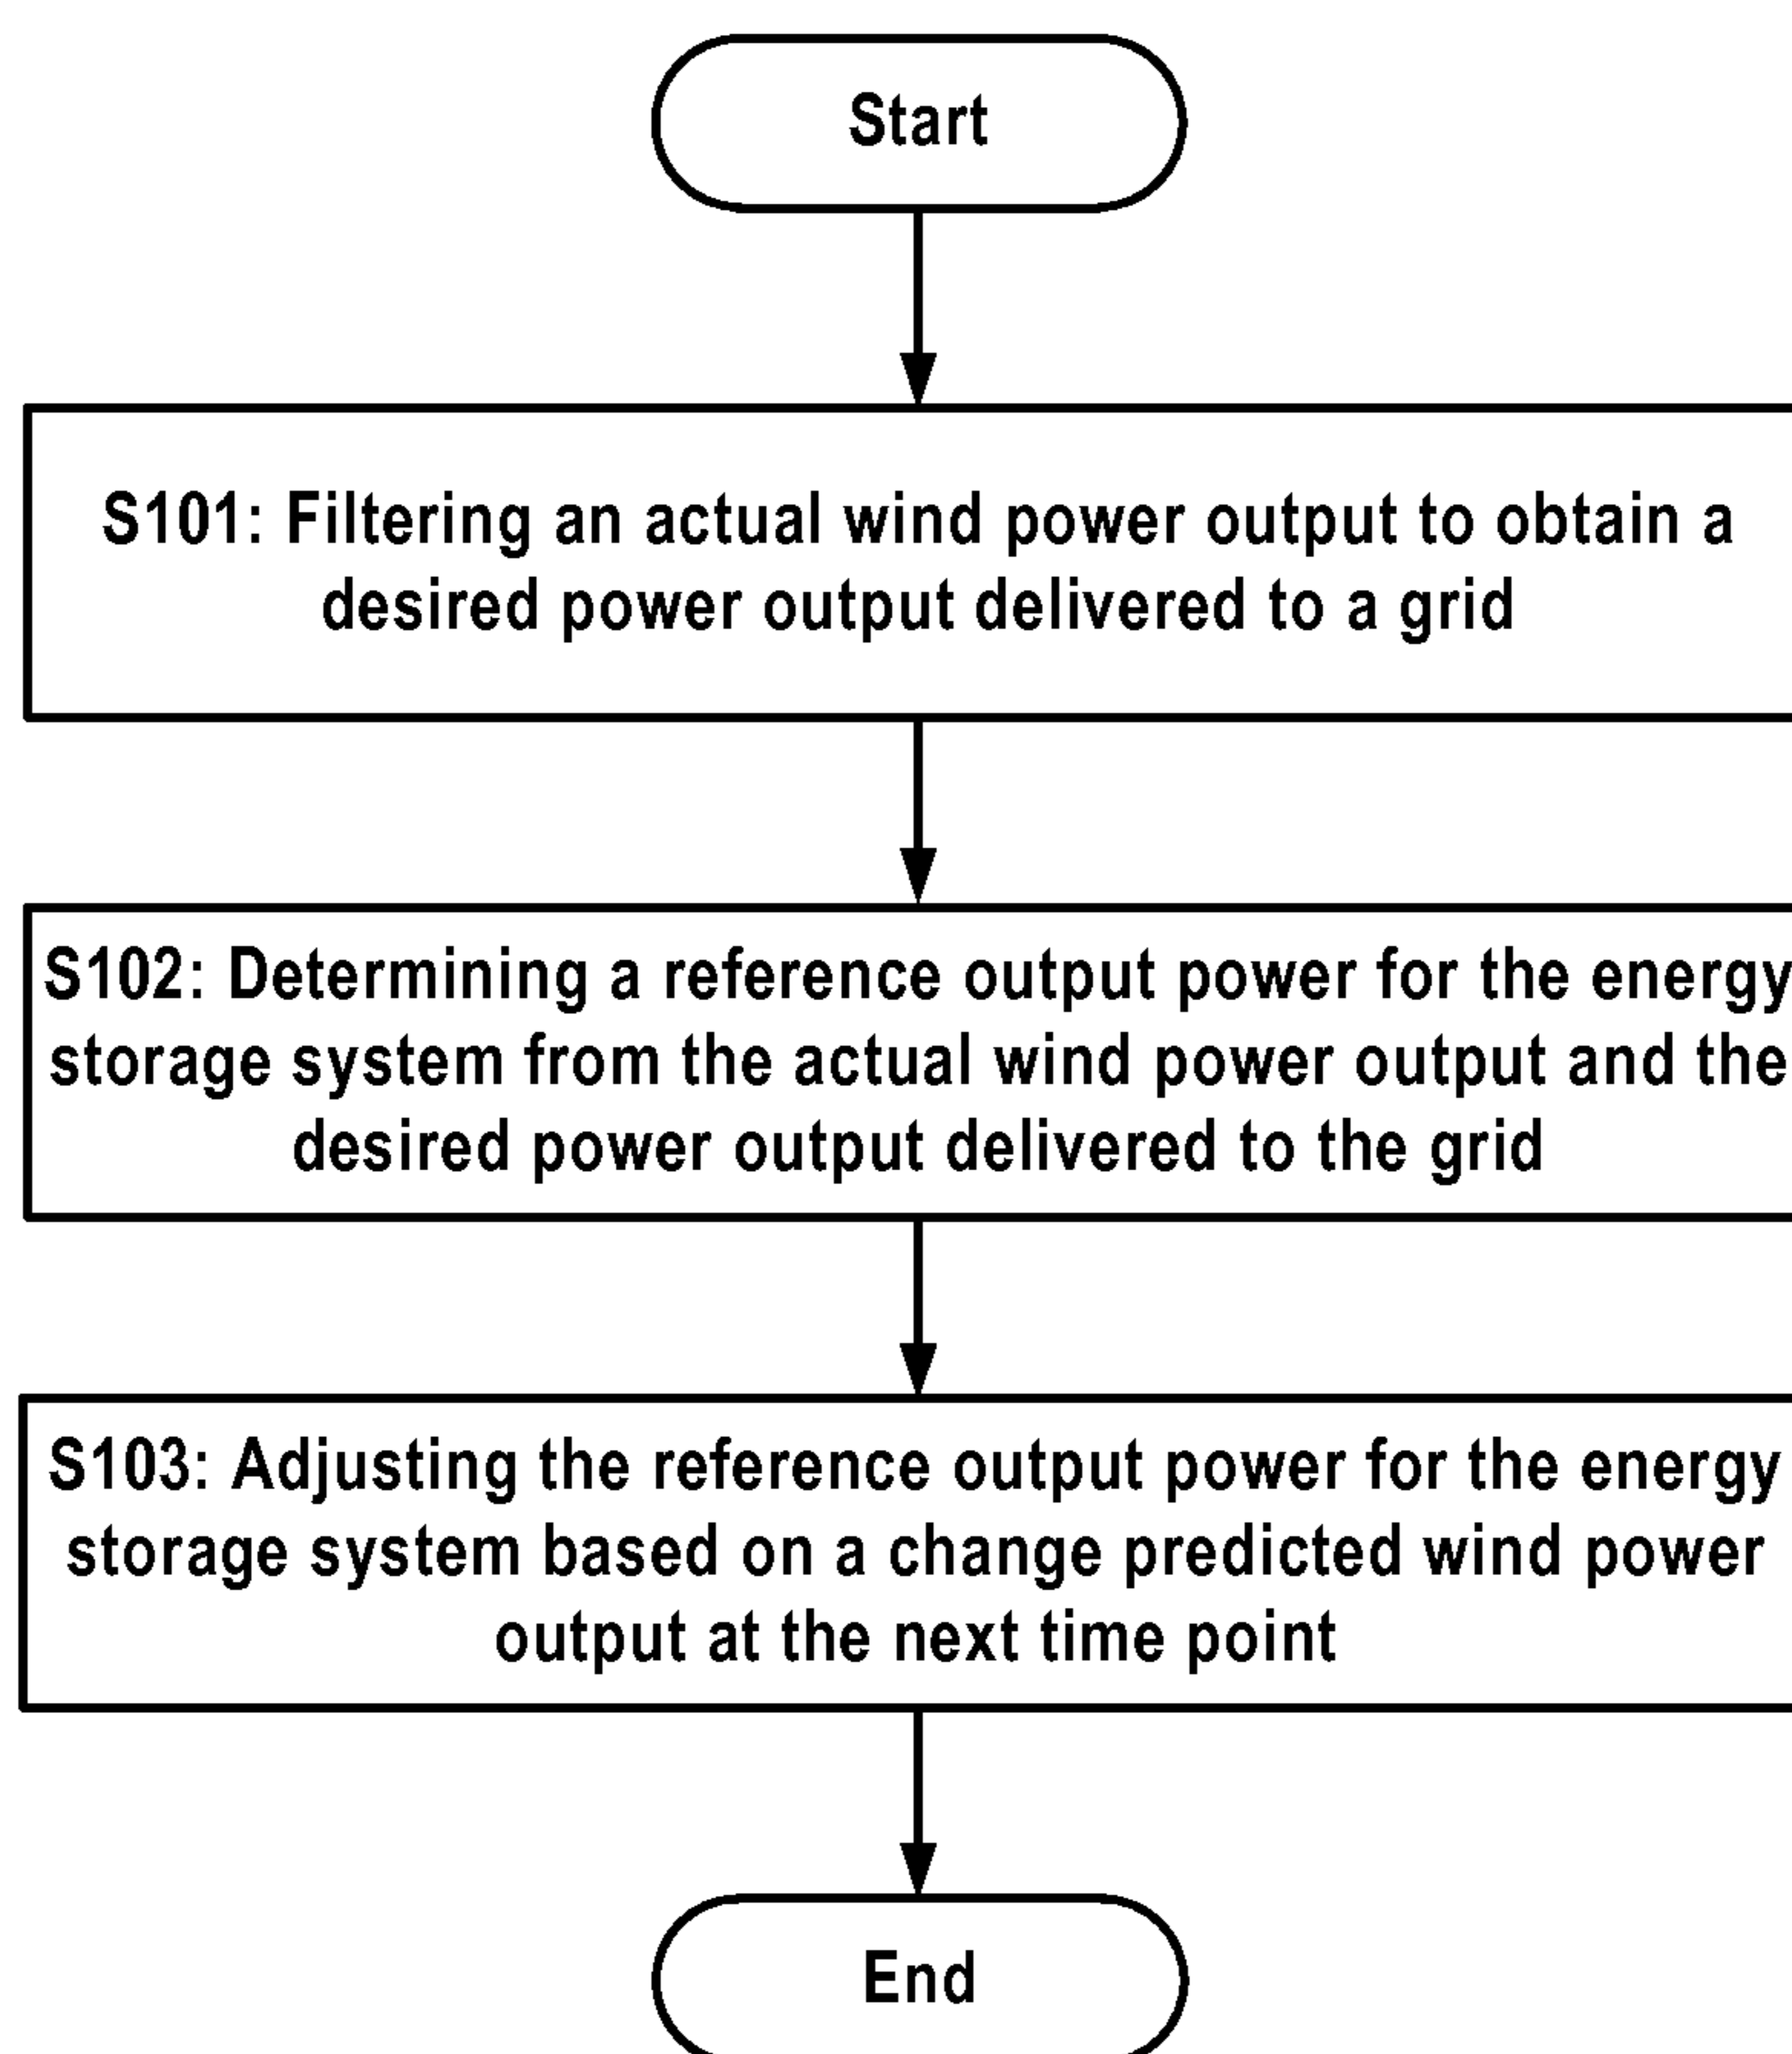 Start
S101: Filtering an actual wind power output to obtain a
desired power output delivered to a grid
S102: Determining a reference output power for the energy
storage system from the actual wind power output and the
desired power output delivered to the grid
S103: Adjusting the reference output power for the energy
storage system based on a change predicted wind power
output at the next time point
End